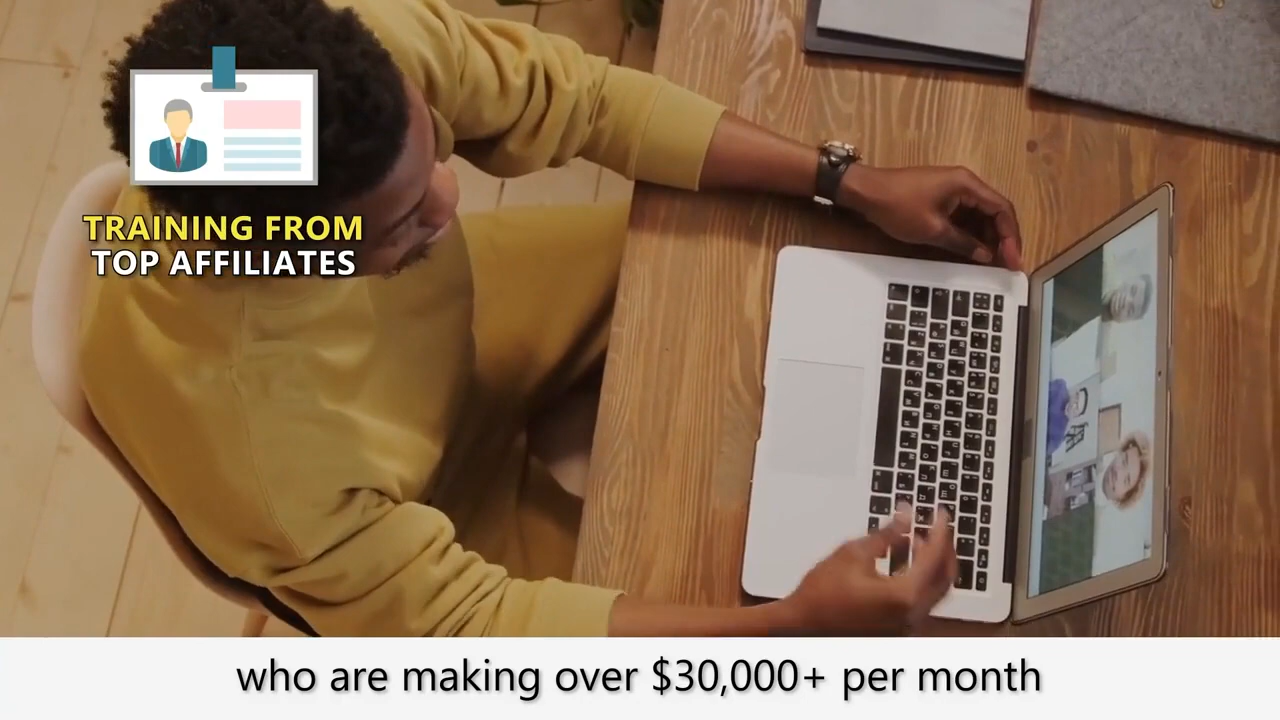 TRAINING FROM
TOP AFFILIATES
who are making over $30,000+ per month